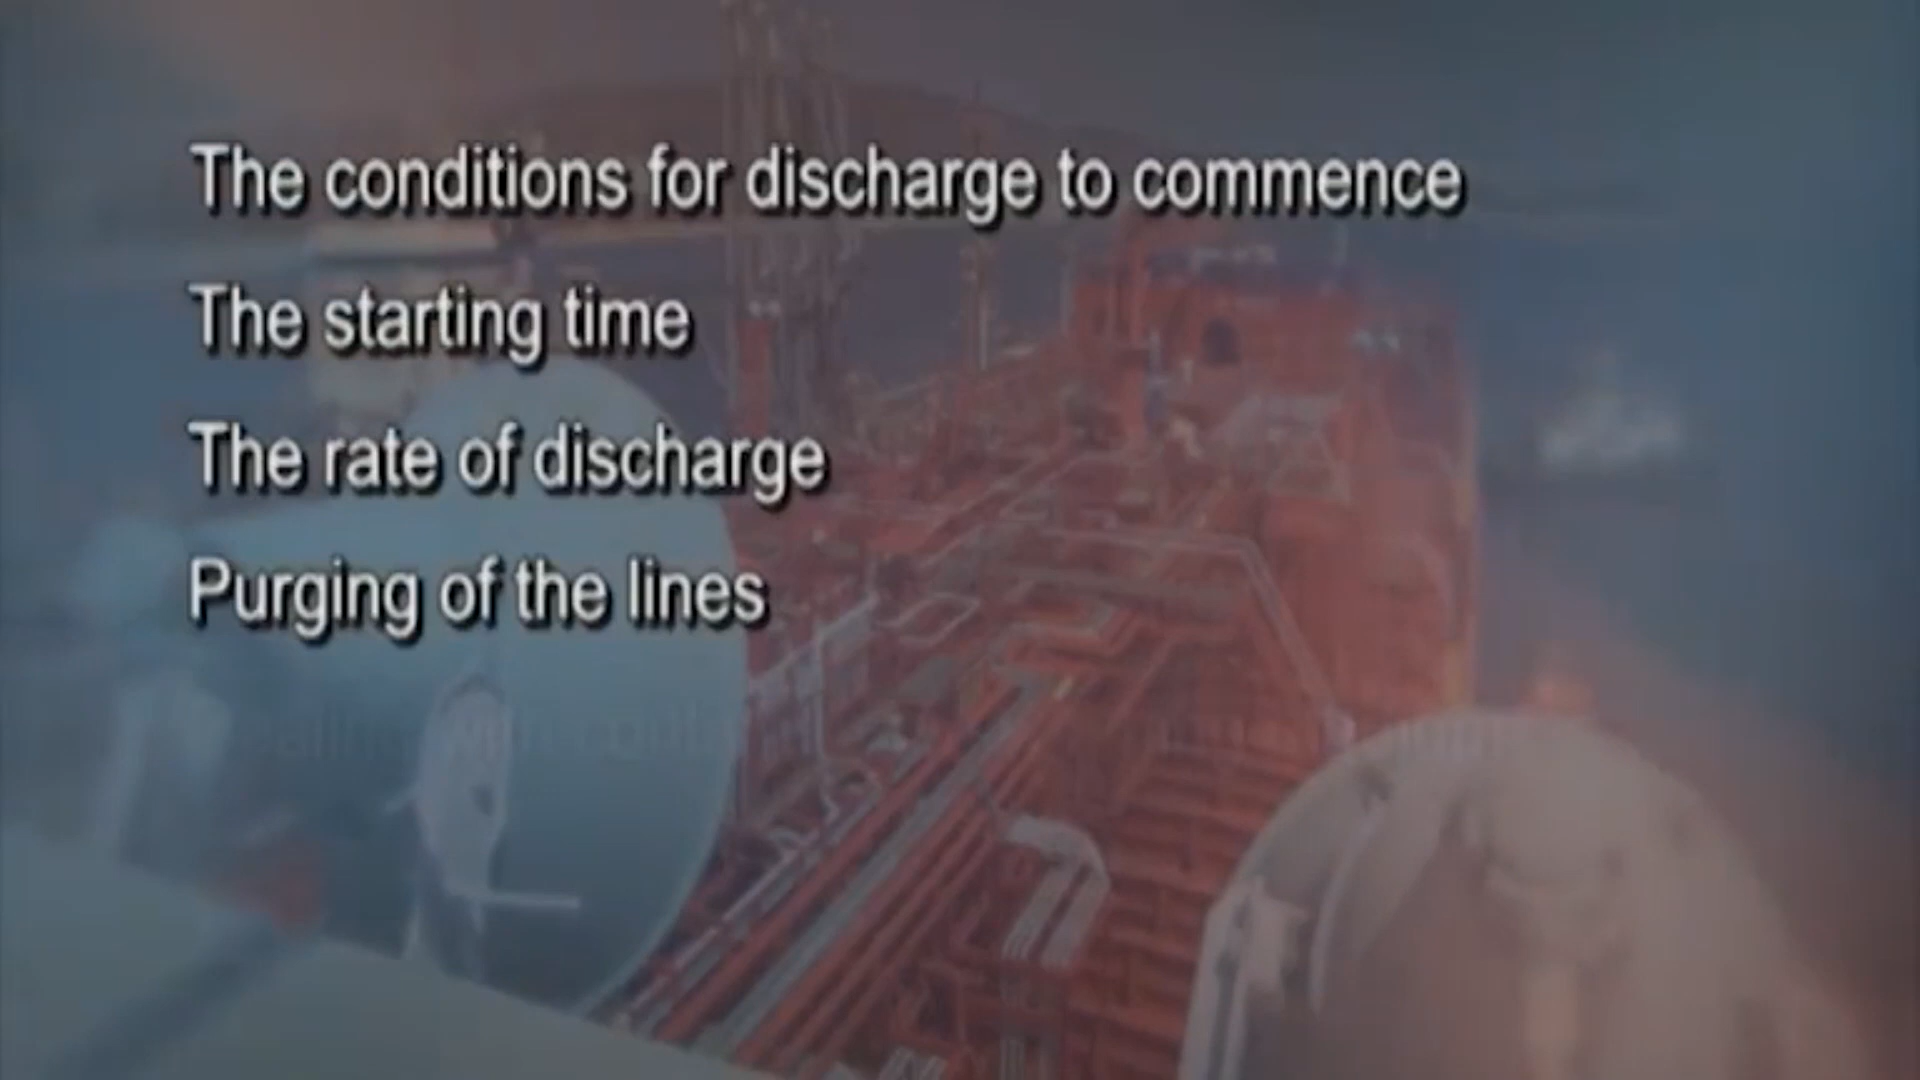 The conditions for discharge to commence
The starting time
The rate of discharge
Purging of the lines